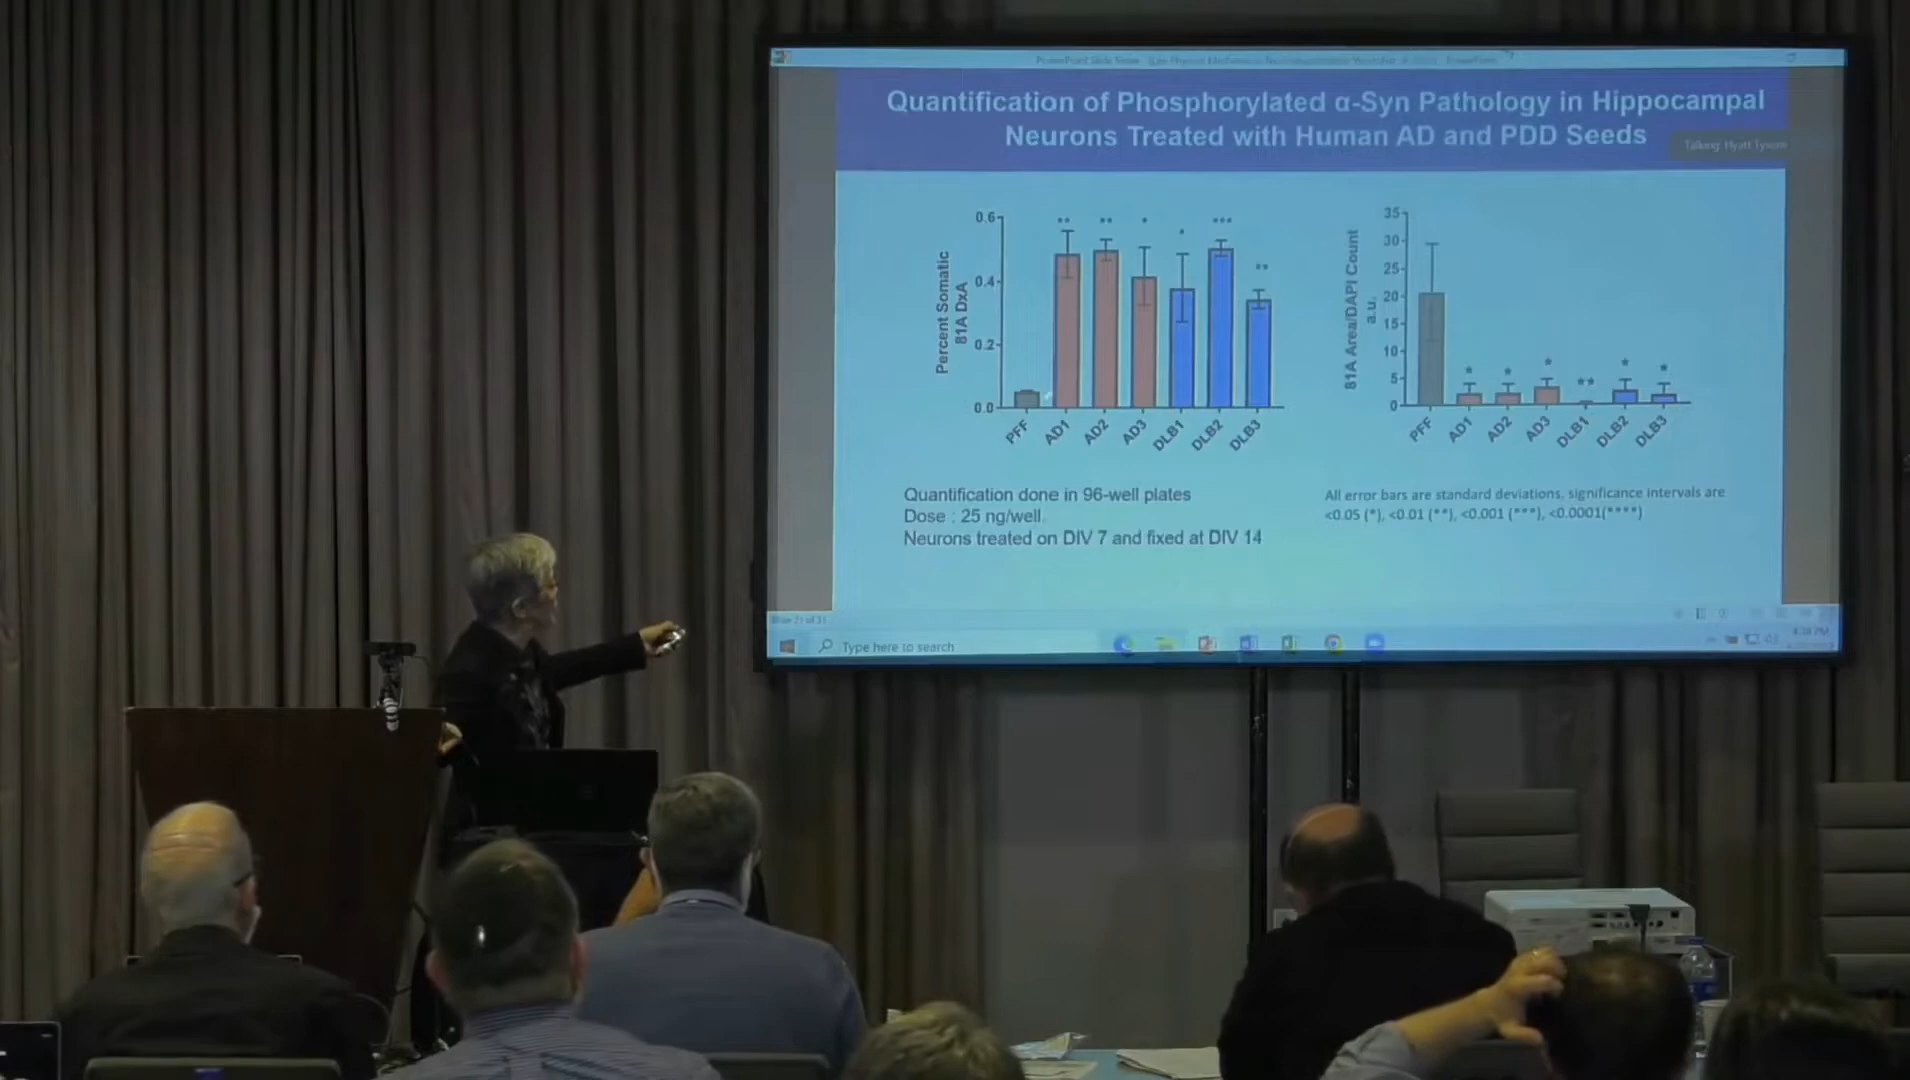 Quantification of Phosphorylated α-Syn Pathology in Hippocampal
Neurons Treated with Human AD and PDD Seeds
Talking: Hyatt Tyson
Percent Somatic
81A DxA
0.6
0.4
0.2
0.0
** ** * * *** **
PFF AD1 AD2 AD3 DLB1 DLB2 DLB3
81A Area/DAPI Count
a.u.
35
30
25
20
15
10
5
0
* * * ** * *
PFF AD1 AD2 AD3 DLB1 DLB2 DLB3
Quantification done in 96-well plates
Dose : 25 ng/well.
Neurons treated on DIV 7 and fixed at DIV 14
All error bars are standard deviations, significance intervals are
<0.05 (*), <0.01 (**), <0.001 (***), <0.0001(****)
Type here to search